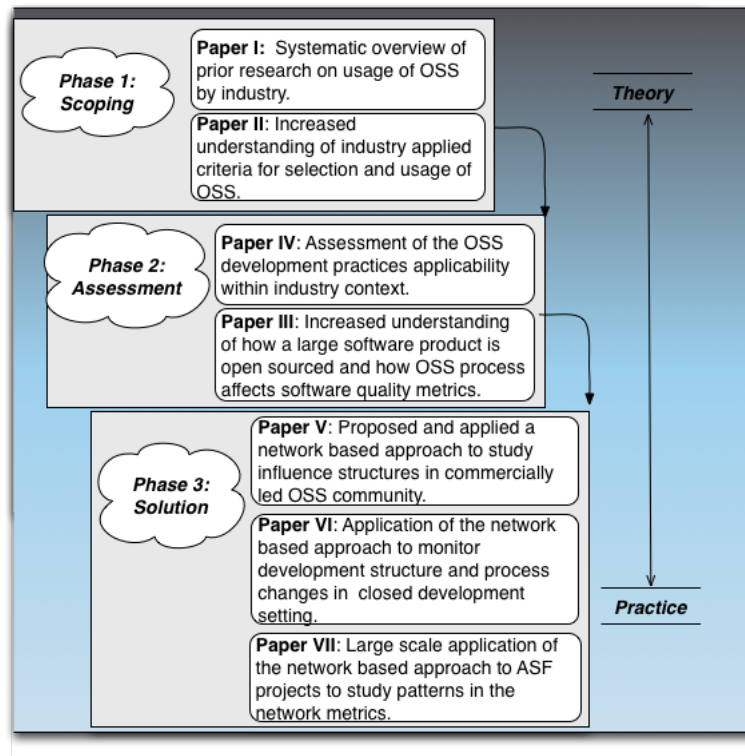 Phase 1:
Scoping
Paper I: Systematic overview of
prior research on usage of OSS
by industry.
Paper II: Increased
understanding of industry applied
criteria for selection and usage of
OSS.
Theory
Phase 2:
Assessment
Paper IV: Assessment of the OSS
development practices applicability
within industry context.
Paper III: Increased understanding
of how a large software product is
open sourced and how OSS process
affects software quality metrics.
Phase 3:
Solution
Paper V: Proposed and applied a
network based approach to study
influence structures in commercially
led OSS community.
Paper VI: Application of the network
based approach to monitor
development structure and process
changes in closed development
setting.
Practice
Paper VII: Large scale application of
the network based approach to ASF
projects to study patterns in the
network metrics.